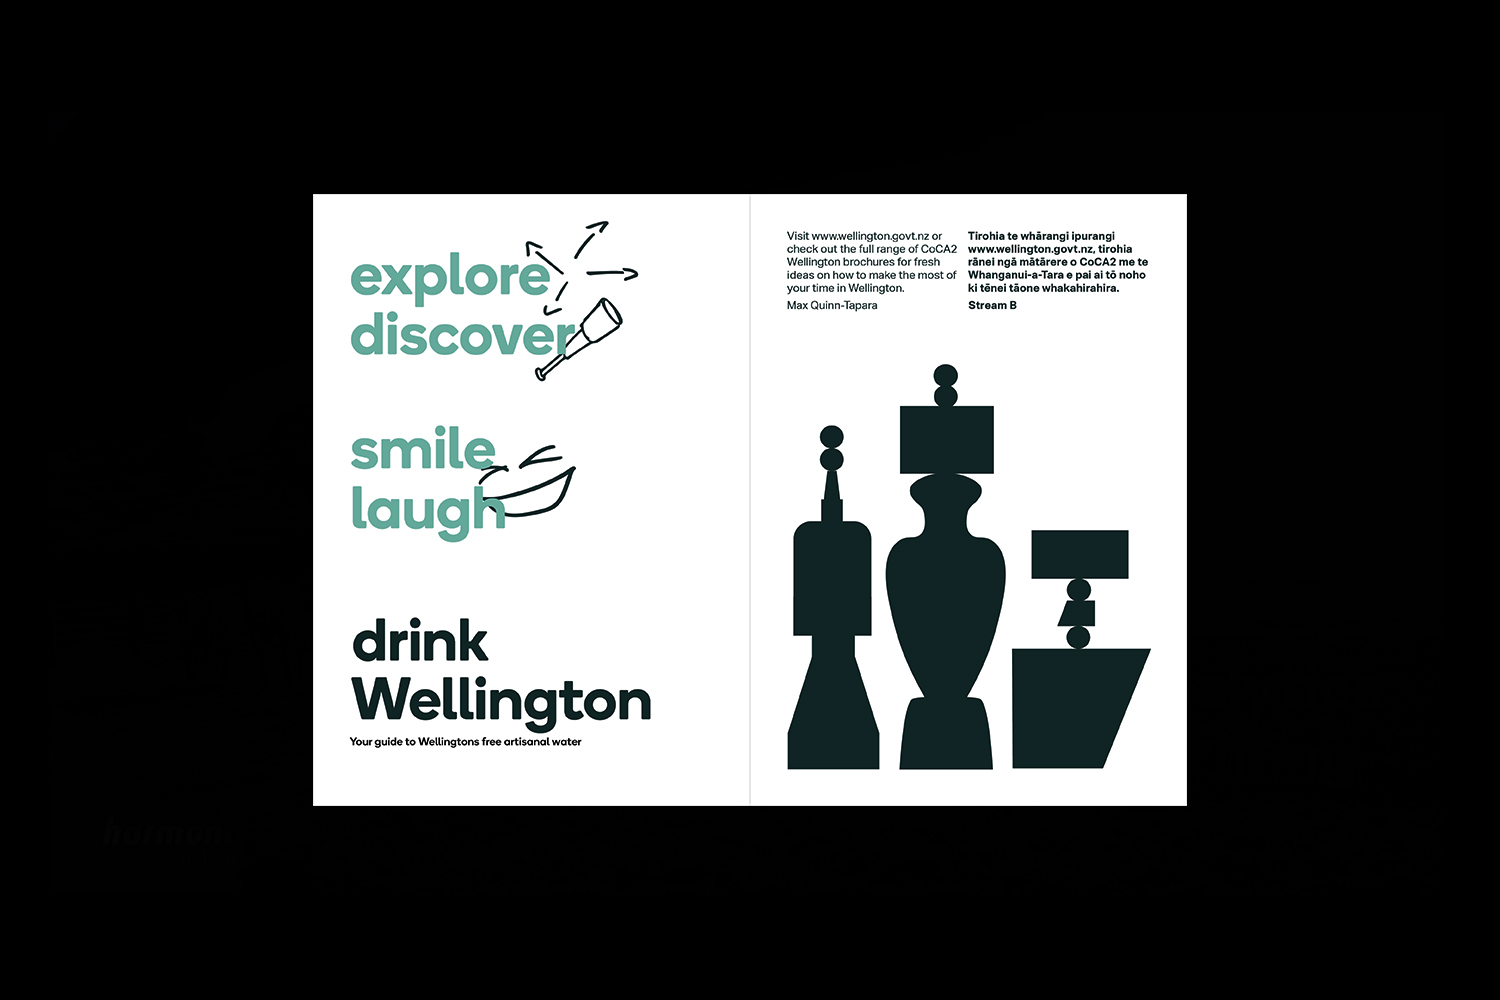 explore
discover
smile
laugh
drink
Wellington
Your guide to Wellingtons free artisanal water
Visit www.wellington.govt.nz or
check out the full range of CoCA2
Wellington brochures for fresh
ideas on how to make the most of
your time in Wellington.
Max Quinn-Tapara
Tirohia te whārangi ipurangi
www.wellington.govt.nz, tirohia
rānei ngā mātārere o CoCA2 me te
Whanganui-a-Tara e pai ai tō noho
ki tēnei tāone whakahirahira.
Stream B